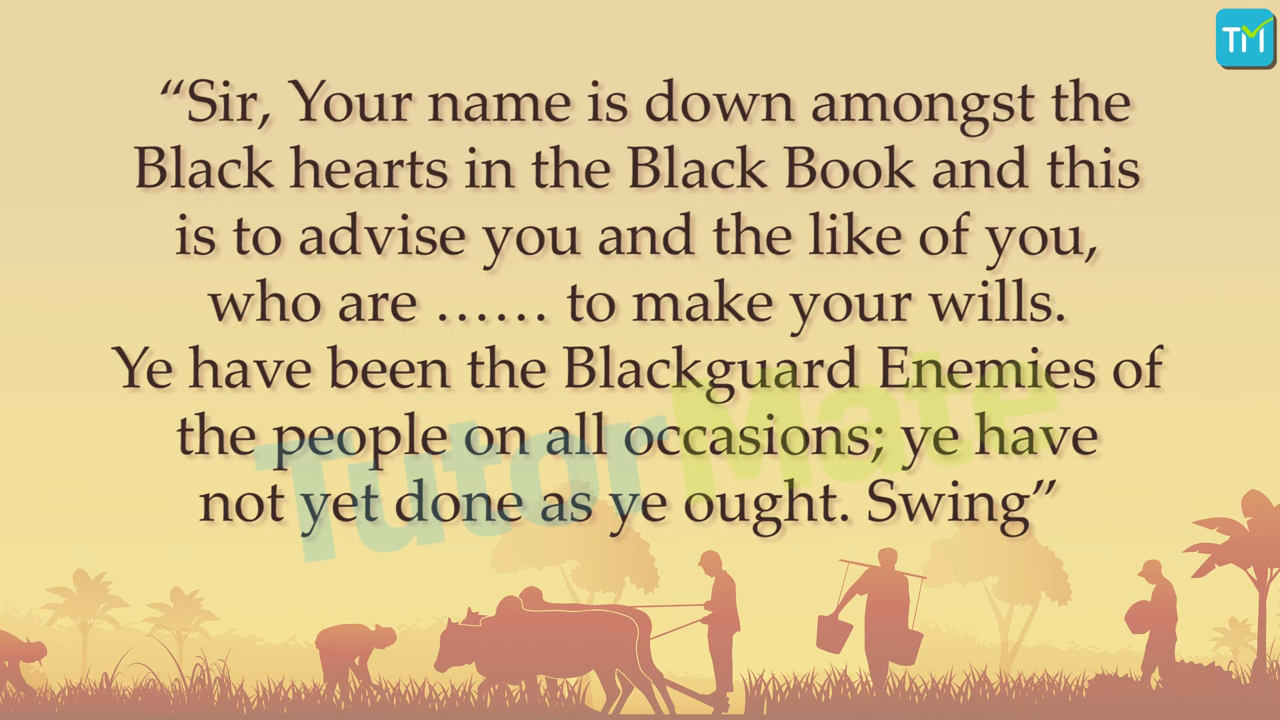 TM
“Sir, Your name is down amongst the
Black hearts in the Black Book and this
is to advise you and the like of you,
who are ...... to make your wills.
Ye have been the Blackguard Enemies of
the people on all occasions; ye have
not yet done as ye ought. Swing”
TutorMate